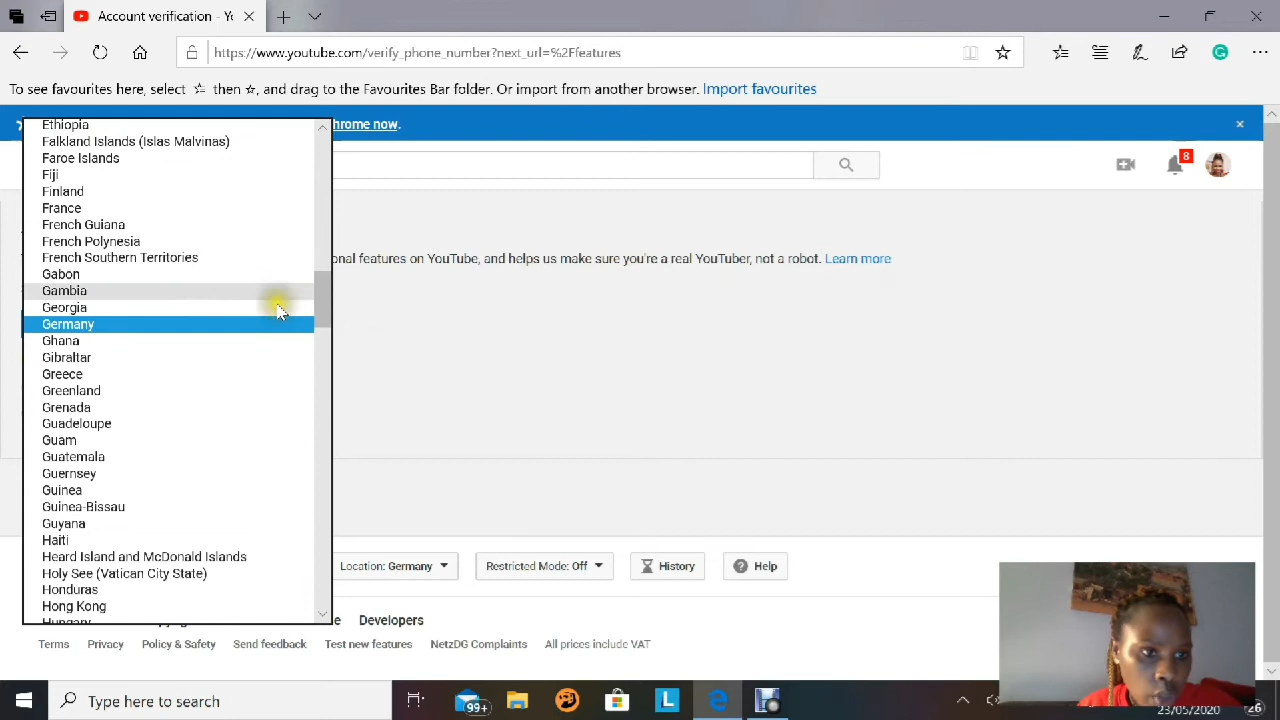 Account verification - Yo
https://www.youtube.com/verify_phone_number?next_url=%2Ffeatures
To see favourites here, select ☆ then ☆, and drag to the Favourites Bar folder. Or import from another browser. Import favourites
hrome now.
8
Ethiopia
Falkland Islands (Islas Malvinas)
Faroe Islands
Fiji
Finland
France
French Guiana
French Polynesia
French Southern Territories
Gabon
Gambia
Georgia
Germany
Ghana
Gibraltar
Greece
Greenland
Grenada
Guadeloupe
Guam
Guatemala
Guernsey
Guinea
Guinea-Bissau
Guyana
Haiti
Heard Island and McDonald Islands
Holy See (Vatican City State)
Honduras
Hong Kong
Hungary
onal features on YouTube, and helps us make sure you're a real YouTuber, not a robot. Learn more
Location: Germany Restricted Mode: Off History Help
Developers
Terms Privacy Policy & Safety Send feedback Test new features NetzDG Complaints All prices include VAT
Type here to search
99+
L
23/05/2020
26